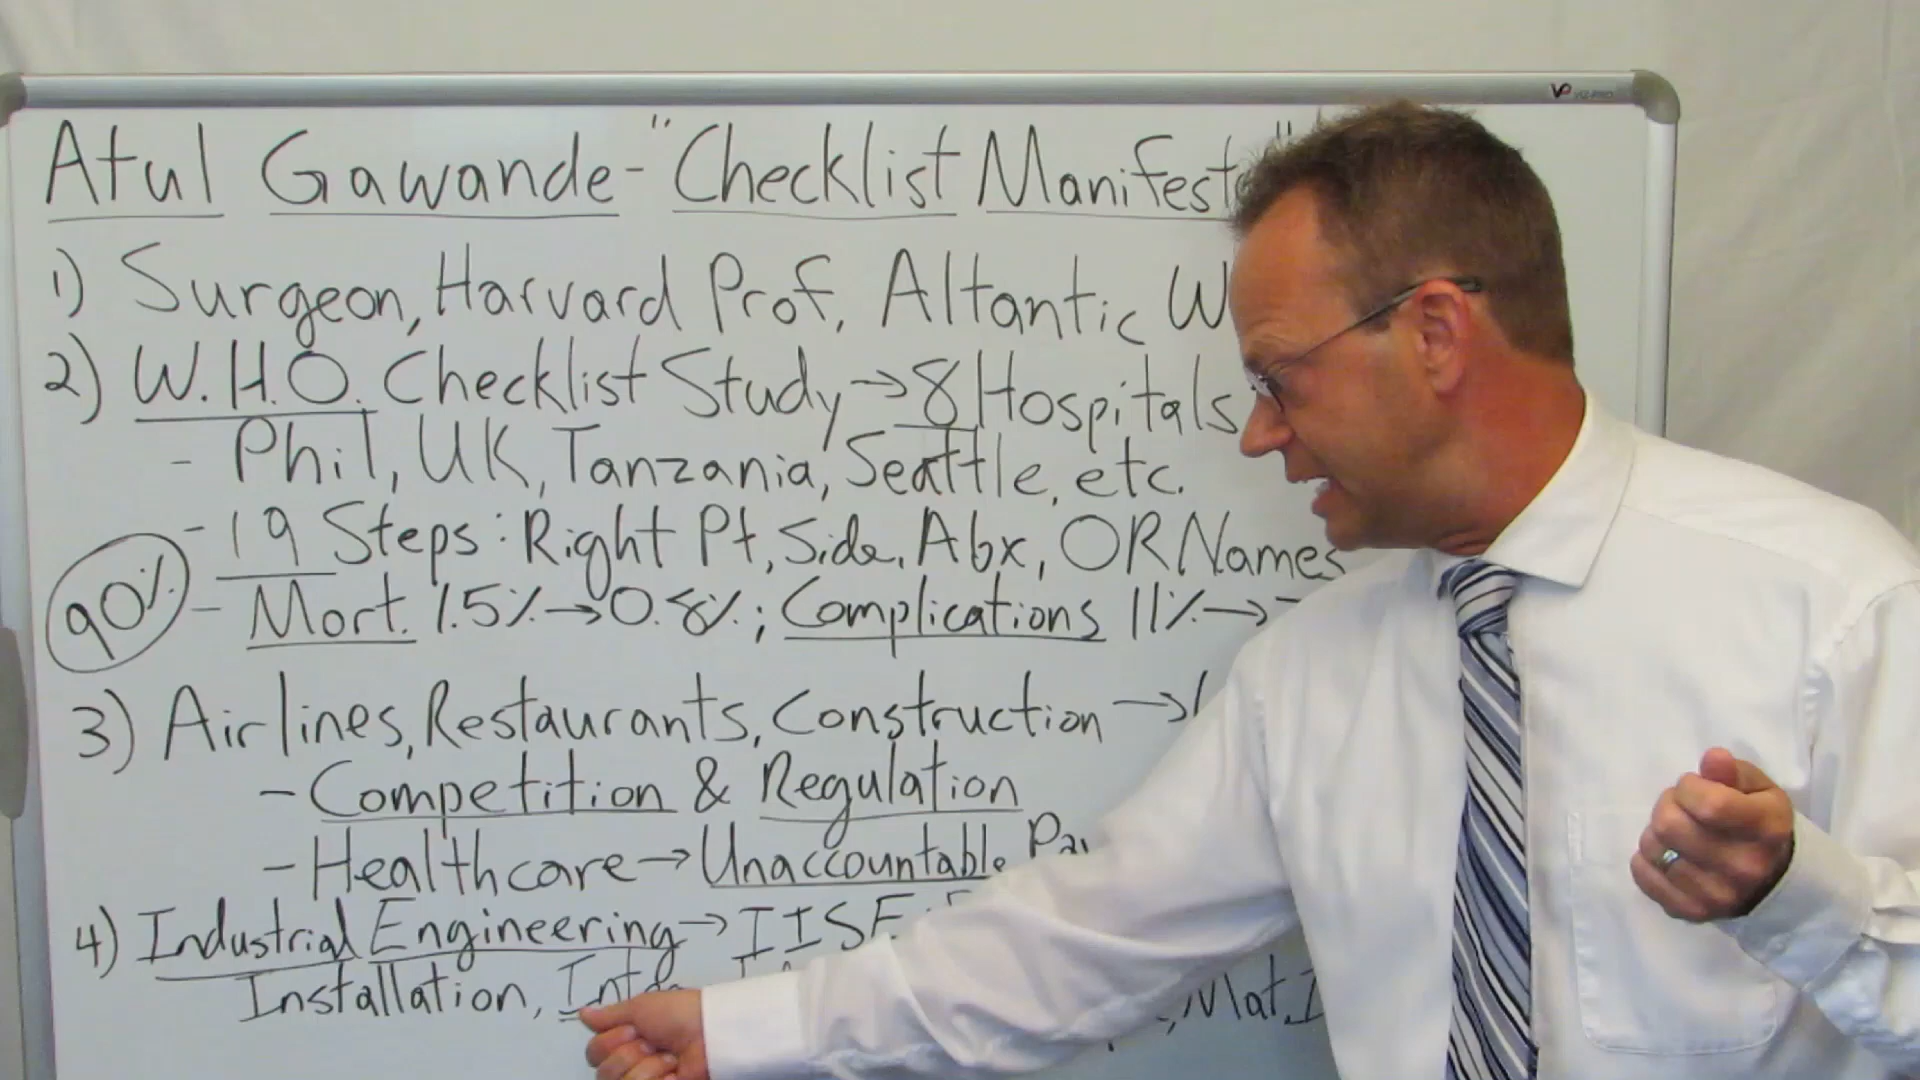 Atul Gawande - "Checklist Manifest"
1) Surgeon, Harvard Prof, Altantic W
2) W.H.O. Checklist Study → 8 Hospitals
- Phil, UK, Tanzania, Seattle, etc.
- 19 Steps: Right Pt, Side, Abx, OR Names
90%
- Mort. 1.5% → 0.8%; Complications 11% →
3) Airlines, Restaurants, Construction →
- Competition & Regulation
- Healthcare → Unaccountable
4) Industrial Engineering → IISE:
Installation, Mat, I